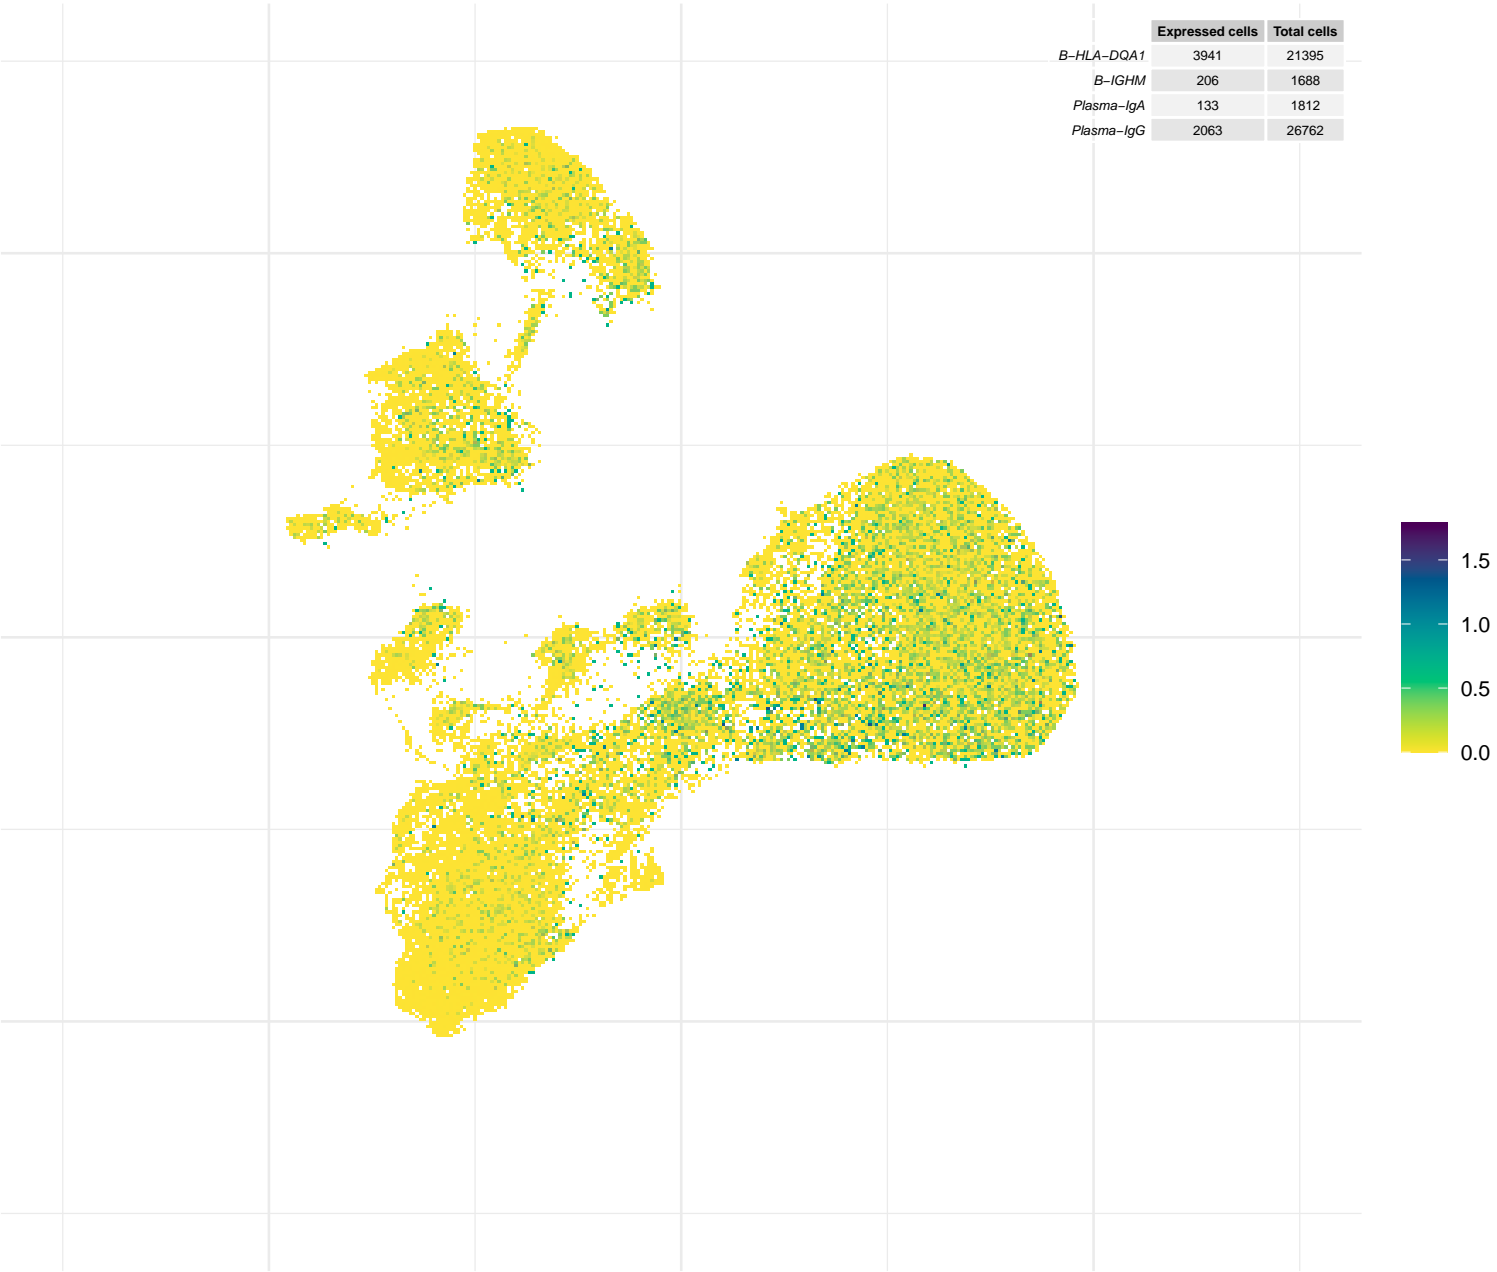 Expressed cells Total cells
B−HLA−DQA1 3941 21395
B−IGHM 206 1688
Plasma−IgA 133 1812
Plasma−IgG 2063 26762
1.5
1.0
0.5
0.0